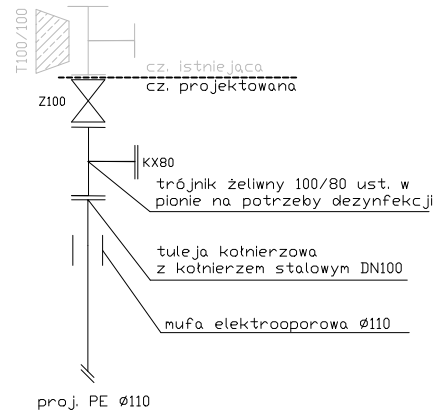 T100/100
cz. istniejąca
cz. projektowana
Z100
KX80
trójnik żeliwny 100/80 ust. w
pionie na potrzeby dezynfekcji
tuleja kołnierzowa
z kołnierzem stalowym DN100
mufa elektrooporowa Ø110
proj. PE Ø110